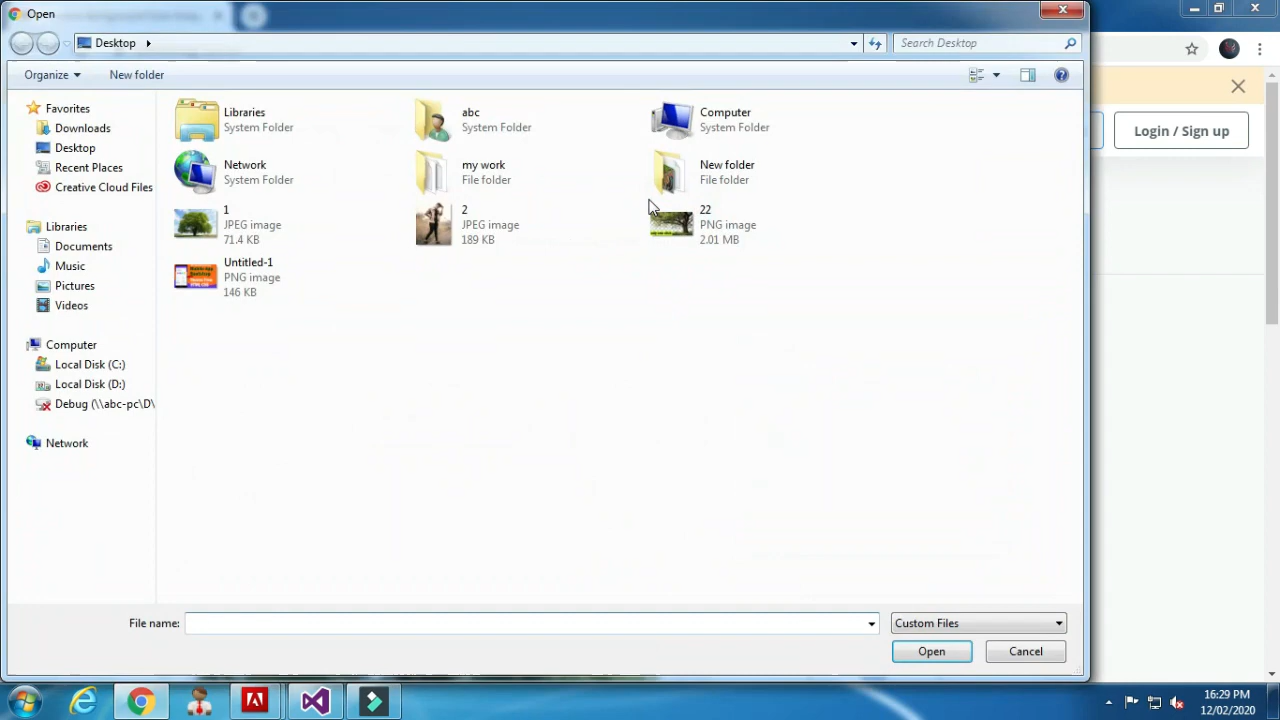 Open
Desktop
Search Desktop
Organize
New folder
Favorites
Downloads
Desktop
Recent Places
Creative Cloud Files
Libraries
Documents
Music
Pictures
Videos
Computer
Local Disk (C:)
Local Disk (D:)
Debug (\\abc-pc\D\
Network
Libraries
System Folder
abc
System Folder
Computer
System Folder
Network
System Folder
my work
File folder
New folder
File folder
1
JPEG image
71.4 KB
2
JPEG image
189 KB
22
PNG image
2.01 MB
Untitled-1
PNG image
146 KB
File name:
Custom Files
Open
Cancel
Login / Sign up
16:29 PM
12/02/2020